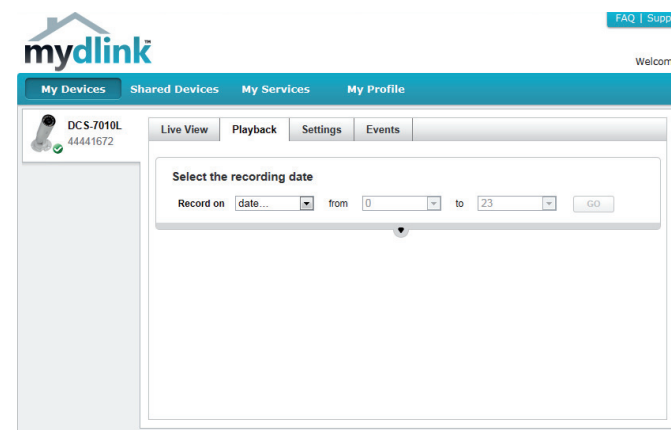 FAQ | Supp
mydlink™
Welcom
My Devices Shared Devices My Services My Profile
DCS-7010L
44441672
Live View Playback Settings Events
Select the recording date
Record on date... from 0 to 23 GO